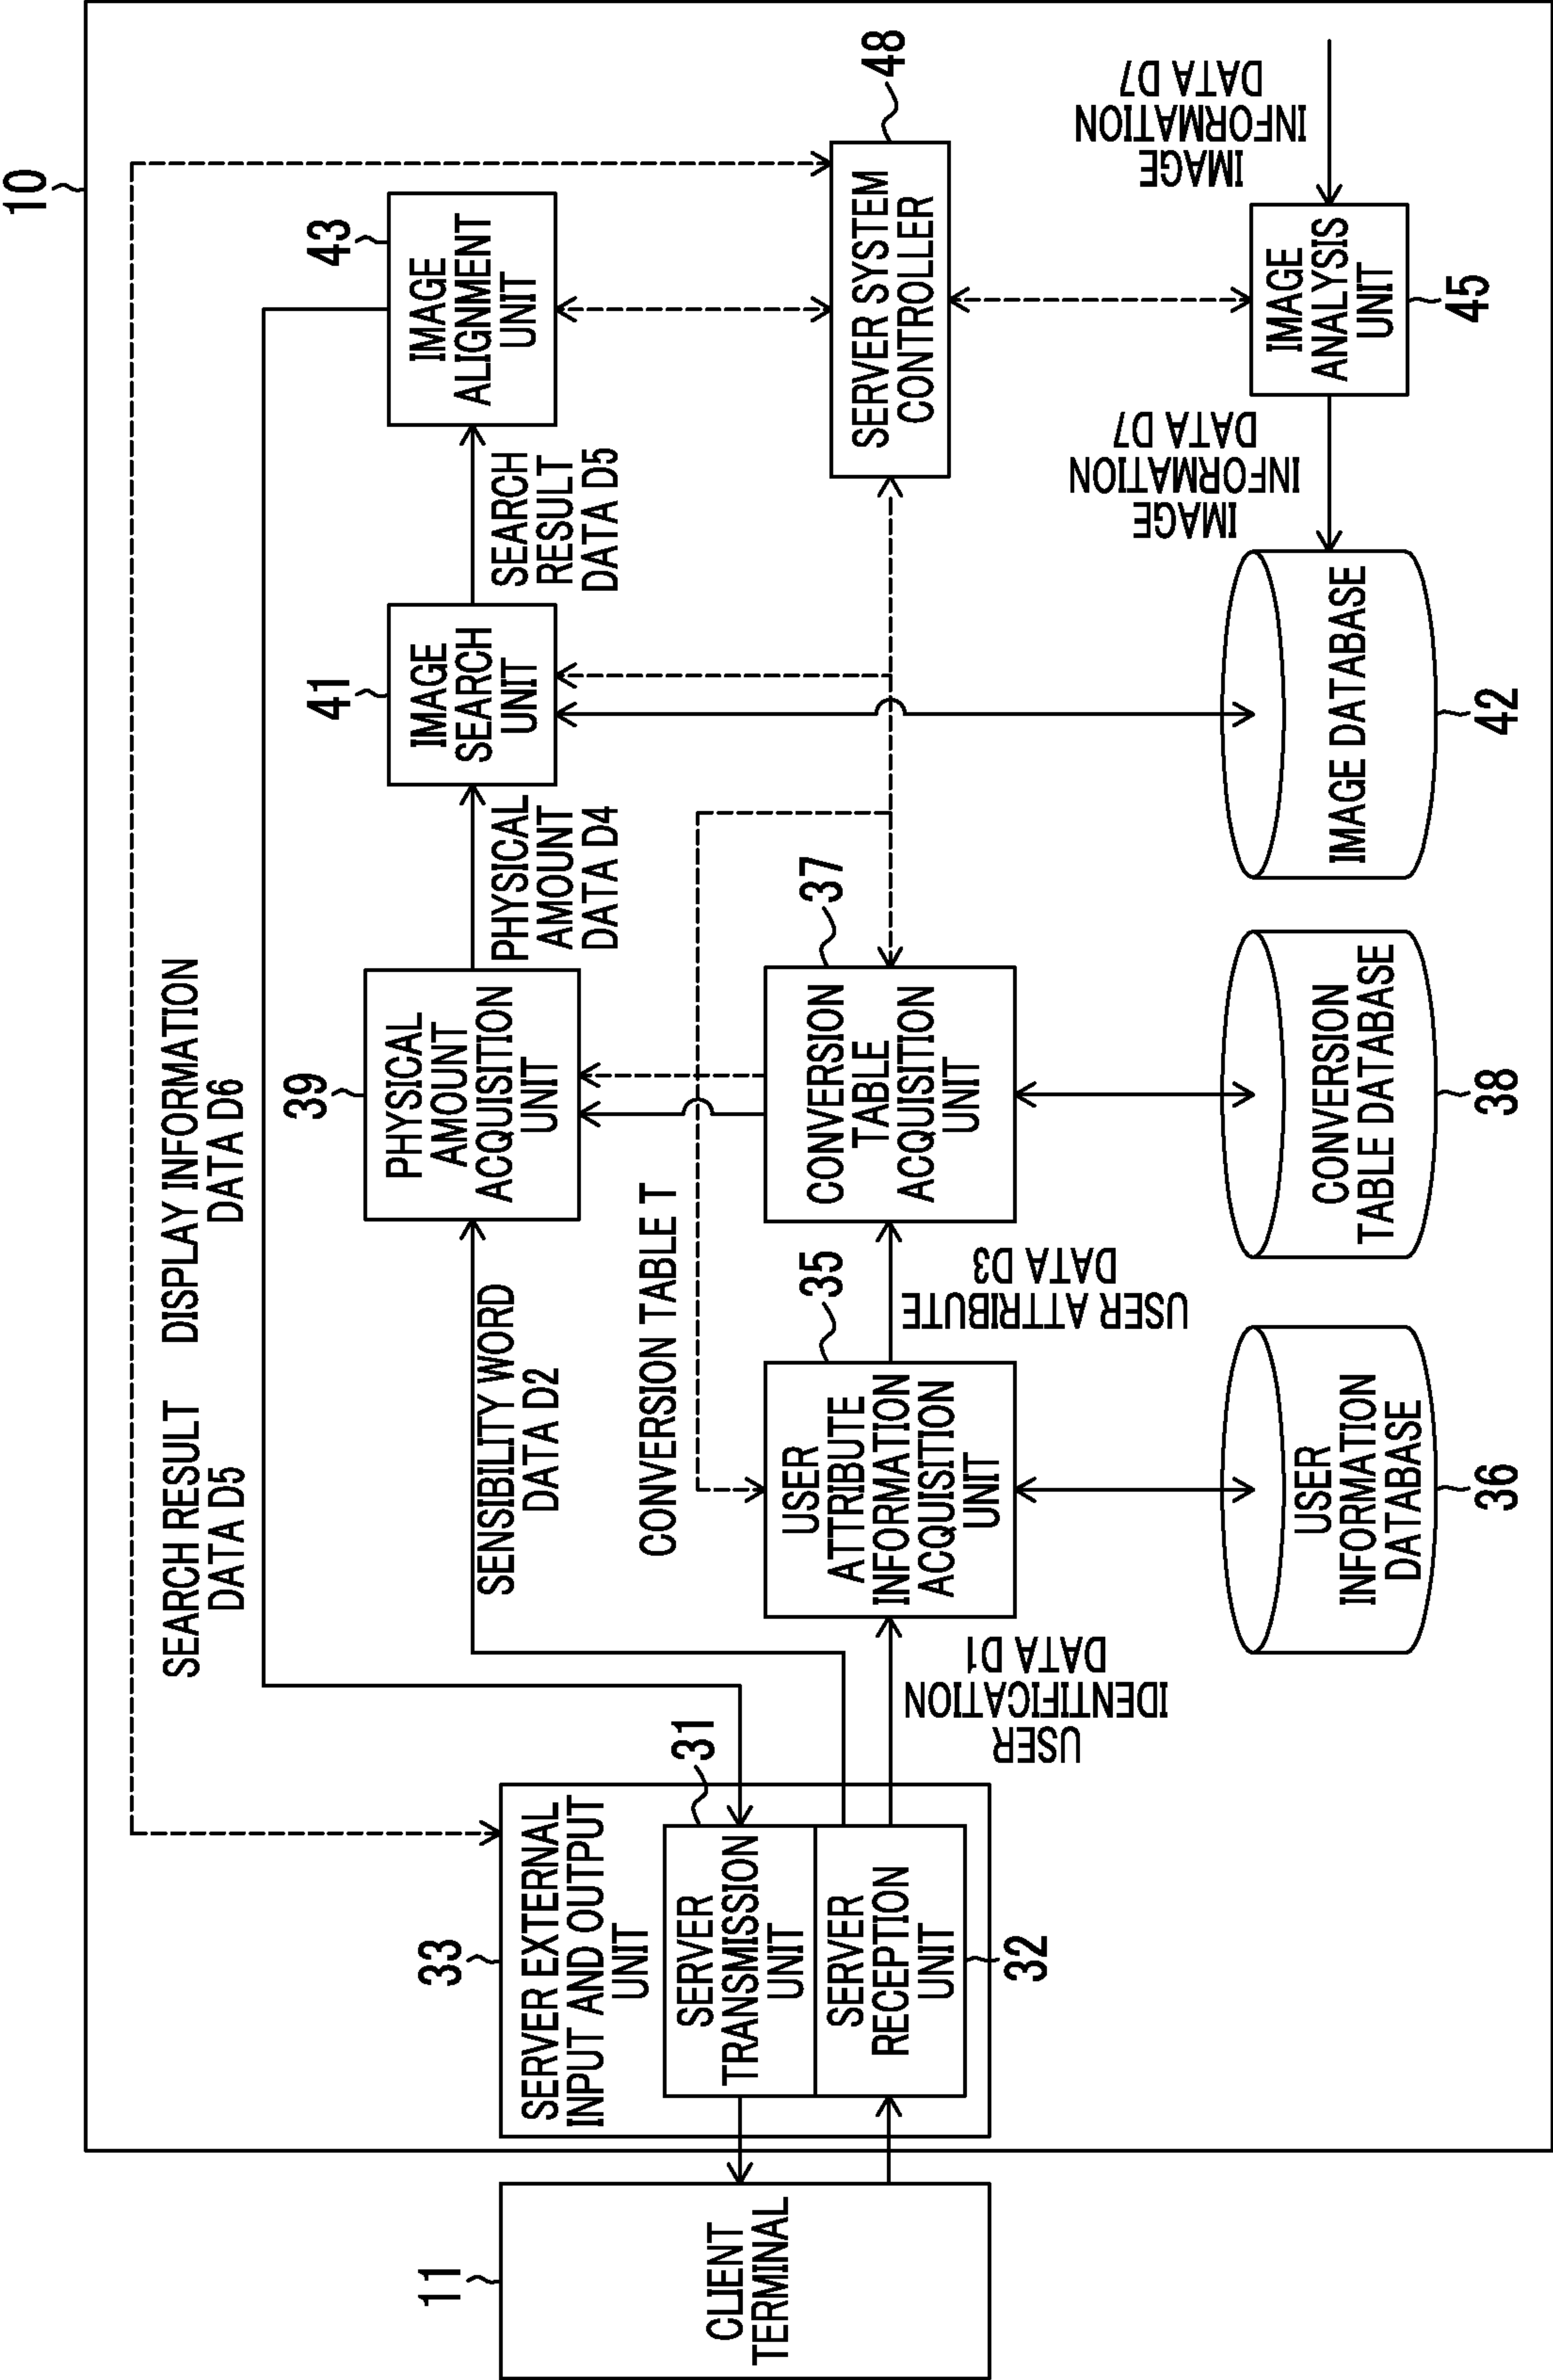 10
SEARCH RESULT
DATA D5
DISPLAY INFORMATION
DATA D6
11
CLIENT
TERMINAL
33
SERVER EXTERNAL
INPUT AND OUTPUT
UNIT
31
SERVER
TRANSMISSION
UNIT
SERVER
RECEPTION
UNIT
32
SENSIBILITY WORD
DATA D2
39
PHYSICAL
AMOUNT
ACQUISITION
UNIT
PHYSICAL
AMOUNT
DATA D4
41
IMAGE
SEARCH
UNIT
SEARCH
RESULT
DATA D5
43
IMAGE
ALIGNMENT
UNIT
CONVERSION TABLE T
USER
IDENTIFICATION
DATA D1
35
USER
ATTRIBUTE
INFORMATION
ACQUISITION
UNIT
USER ATTRIBUTE
DATA D3
37
CONVERSION
TABLE
ACQUISITION
UNIT
48
SERVER SYSTEM
CONTROLLER
USER
INFORMATION
DATABASE
36
CONVERSION
TABLE DATABASE
38
IMAGE DATABASE
42
IMAGE
INFORMATION
DATA D7
IMAGE
ANALYSIS
UNIT
45
IMAGE
INFORMATION
DATA D7